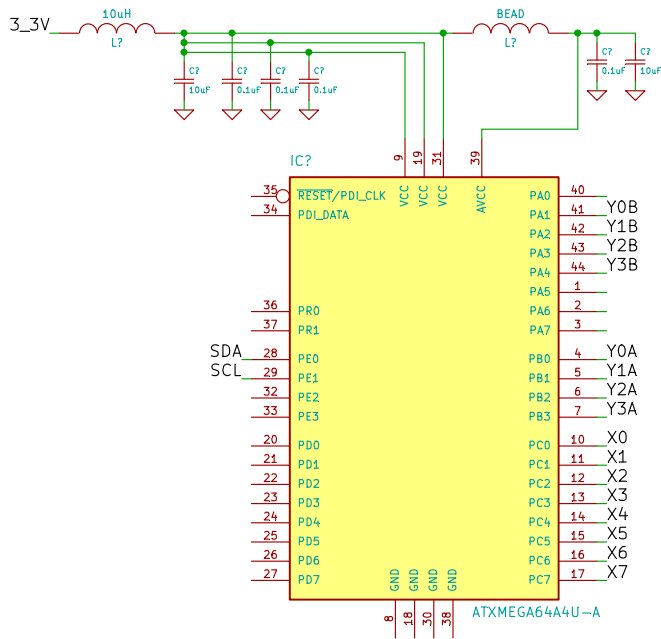 10uH
BEAD
3_3V
L?
L?
C? C? C? C? C? C?
10uF 0.1uF 0.1uF 0.1uF 0.1uF 10uF
9 19 31 39
IC?
VCC VCC VCC AVCC
35 RESET/PDI_CLK PA0 40
34 PDI_DATA PA1 41 Y0B
PA2 42 Y1B
PA3 43 Y2B
PA4 44 Y3B
PA5 1
36 PR0 PA6 2
37 PR1 PA7 3
SDA 28 PE0 PB0 4 Y0A
SCL 29 PE1 PB1 5 Y1A
32 PE2 PB2 6 Y2A
33 PE3 PB3 7 Y3A
20 PD0 PC0 10 X0
21 PD1 PC1 11 X1
22 PD2 PC2 12 X2
23 PD3 PC3 13 X3
24 PD4 PC4 14 X4
25 PD5 PC5 15 X5
26 PD6 PC6 16 X6
27 PD7 PC7 17 X7
GND GND GND GND
8 18 30 38
ATXMEGA64A4U-A